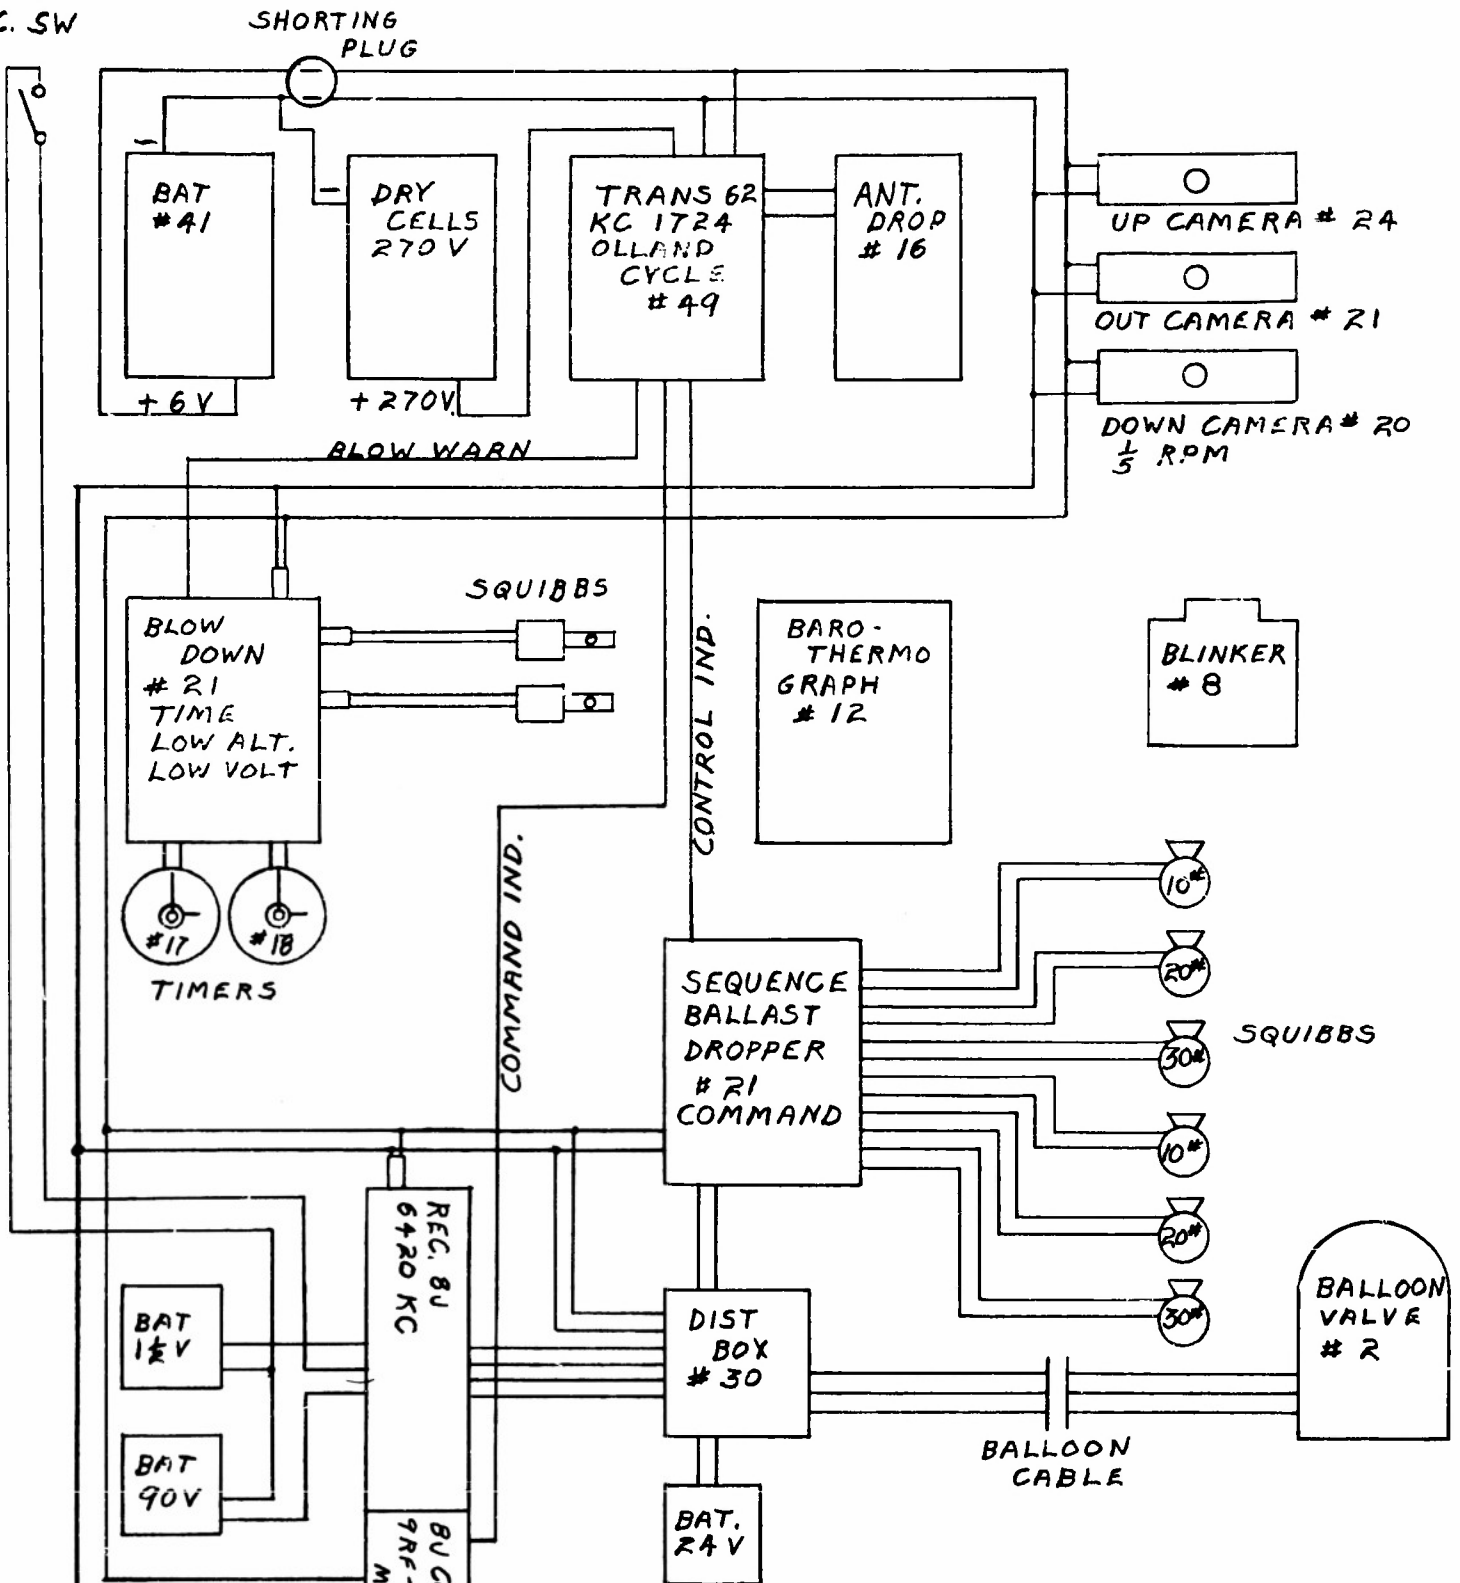 C. SW
SHORTING
PLUG
BAT
# 41
+ 6 V
DRY
CELLS
270 V
+ 270V
TRANS 62
KC 1724
OLLAND
CYCLE
# 49
ANT.
DROP
# 16
UP CAMERA # 24
OUT CAMERA # 21
DOWN CAMERA # 20
1/5 RPM
BLOW WARN
BLOW
DOWN
# 21
TIME
LOW ALT.
LOW VOLT
SQUIBBS
#17
#18
TIMERS
COMMAND IND.
CONTROL IND.
BARO-
THERMO
GRAPH
# 12
BLINKER
# 8
SEQUENCE
BALLAST
DROPPER
# 21
COMMAND
10#
20#
30#
10#
20#
30#
SQUIBBS
REC. 8U
6420 KC
BAT
1½ V
BAT
90V
DIST
BOX
# 30
BALLOON
CABLE
BALLOON
VALVE
# 2
BAT.
24 V